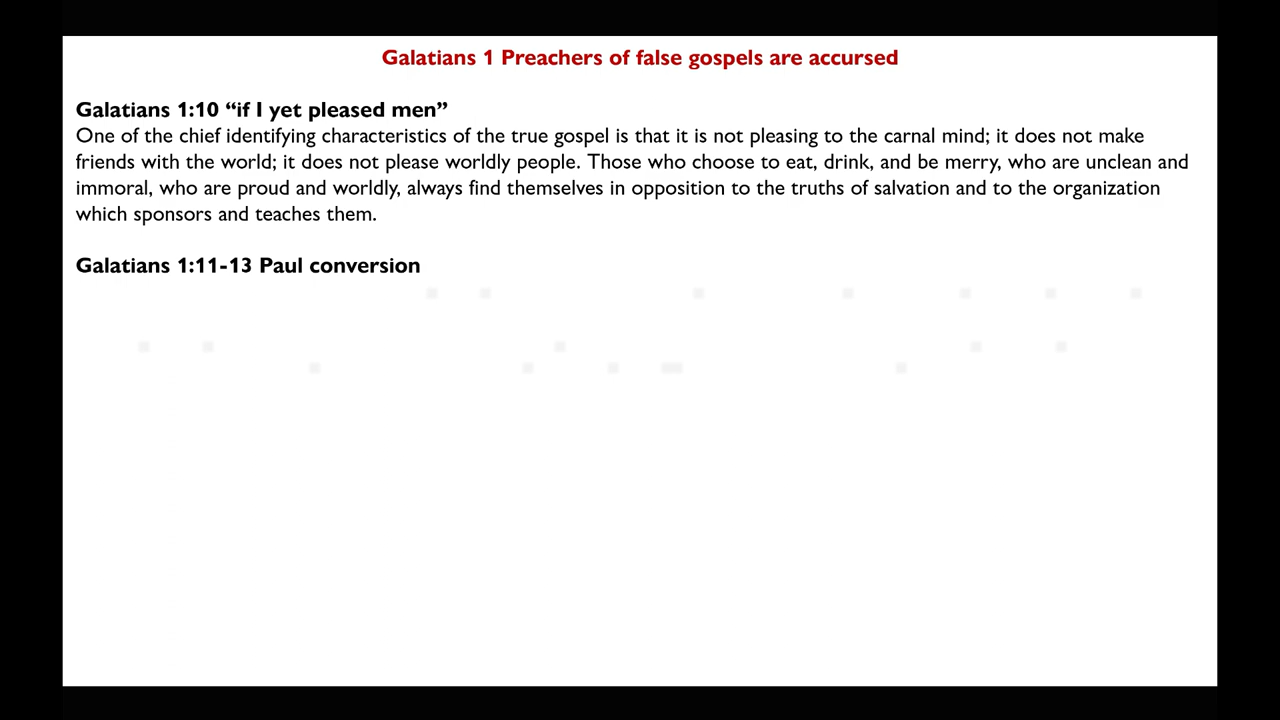 Galatians 1 Preachers of false gospels are accursed
Galatians 1:10 “if I yet pleased men”
One of the chief identifying characteristics of the true gospel is that it is not pleasing to the carnal mind; it does not make
friends with the world; it does not please worldly people. Those who choose to eat, drink, and be merry, who are unclean and
immoral, who are proud and worldly, always find themselves in opposition to the truths of salvation and to the organization
which sponsors and teaches them.
Galatians 1:11-13 Paul conversion